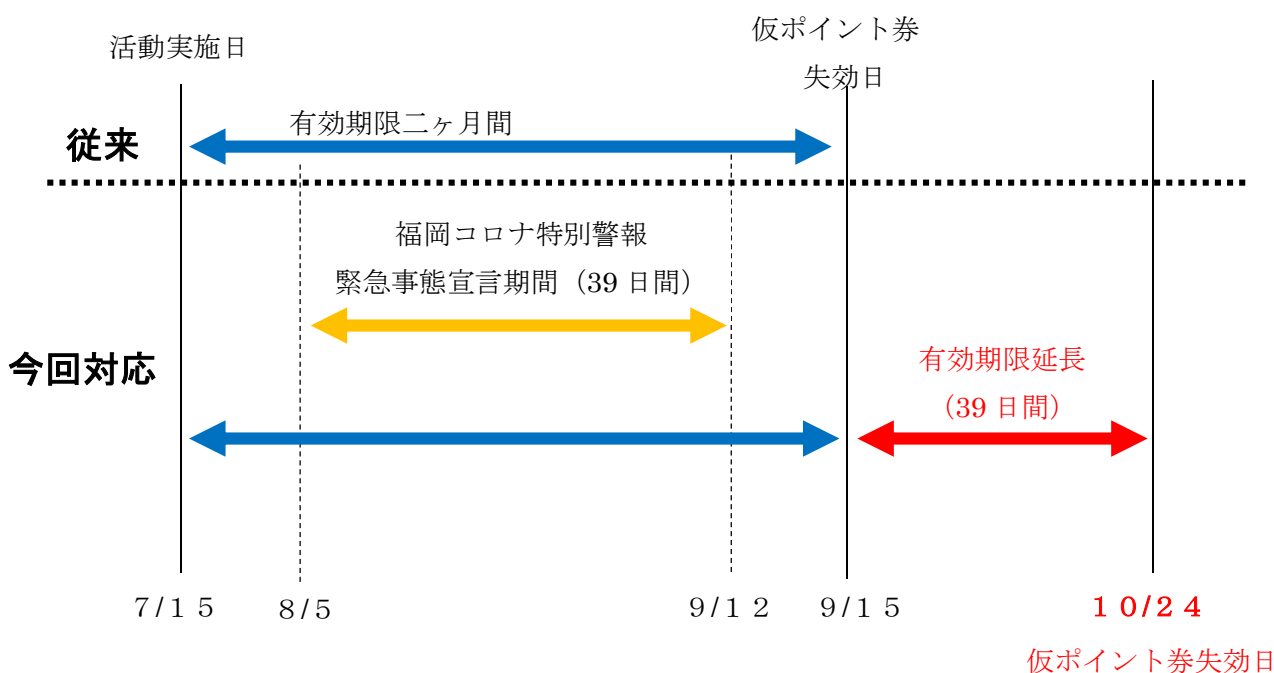 活動実施日
仮ポイント券
失効日
従来
有効期限二ヶ月間
福岡コロナ特別警報
緊急事態宣言期間（39 日間）
今回対応
有効期限延長
（39 日間）
7/１５
8/5
9/１２
9/１５
１０/２４
仮ポイント券失効日